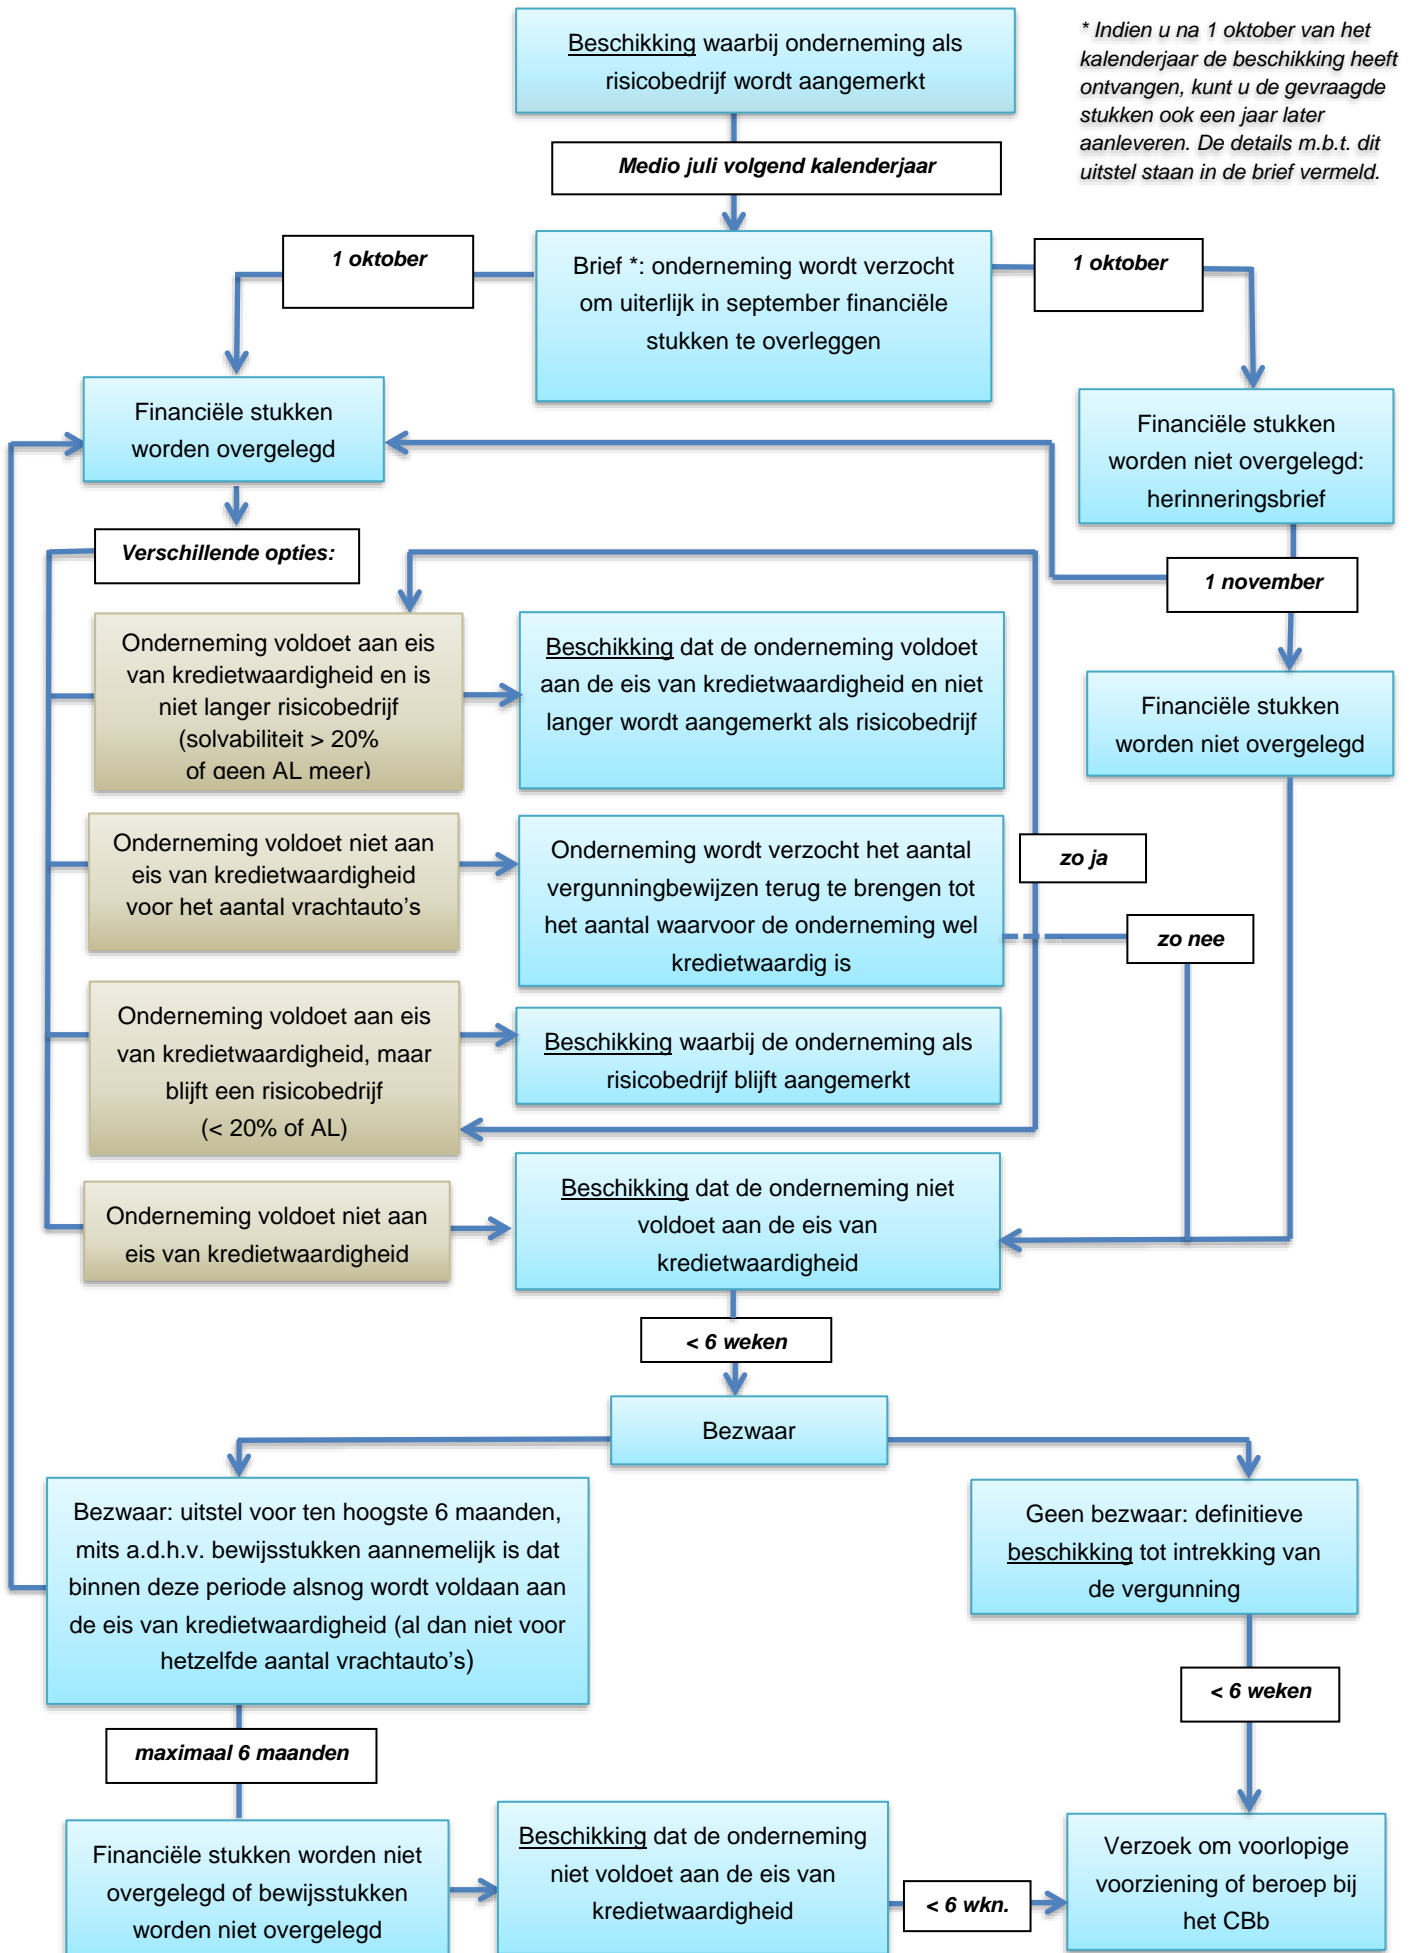 Beschikking waarbij onderneming als
risicobedrijf wordt aangemerkt
* Indien u na 1 oktober van het
kalenderjaar de beschikking heeft
ontvangen, kunt u de gevraagde
stukken ook een jaar later
aanleveren. De details m.b.t. dit
uitstel staan in de brief vermeld.
Medio juli volgend kalenderjaar
1 oktober
Brief *: onderneming wordt verzocht
om uiterlijk in september financiële
stukken te overleggen
1 oktober
Financiële stukken
worden overgelegd
Financiële stukken
worden niet overgelegd:
herinneringsbrief
Verschillende opties:
1 november
Onderneming voldoet aan eis
van kredietwaardigheid en is
niet langer risicobedrijf
(solvabiliteit > 20%
of geen AL meer)
Beschikking dat de onderneming voldoet
aan de eis van kredietwaardigheid en niet
langer wordt aangemerkt als risicobedrijf
Financiële stukken
worden niet overgelegd
Onderneming voldoet niet aan
eis van kredietwaardigheid
voor het aantal vrachtauto’s
Onderneming wordt verzocht het aantal
vergunningbewijzen terug te brengen tot
het aantal waarvoor de onderneming wel
kredietwaardig is
zo ja
zo nee
Onderneming voldoet aan eis
van kredietwaardigheid, maar
blijft een risicobedrijf
(< 20% of AL)
Beschikking waarbij de onderneming als
risicobedrijf blijft aangemerkt
Onderneming voldoet niet aan
eis van kredietwaardigheid
Beschikking dat de onderneming niet
voldoet aan de eis van
kredietwaardigheid
< 6 weken
Bezwaar
Bezwaar: uitstel voor ten hoogste 6 maanden,
mits a.d.h.v. bewijsstukken aannemelijk is dat
binnen deze periode alsnog wordt voldaan aan
de eis van kredietwaardigheid (al dan niet voor
hetzelfde aantal vrachtauto’s)
Geen bezwaar: definitieve
beschikking tot intrekking van
de vergunning
< 6 weken
maximaal 6 maanden
Financiële stukken worden niet
overgelegd of bewijsstukken
worden niet overgelegd
Beschikking dat de onderneming
niet voldoet aan de eis van
kredietwaardigheid
< 6 wkn.
Verzoek om voorlopige
voorziening of beroep bij
het CBb